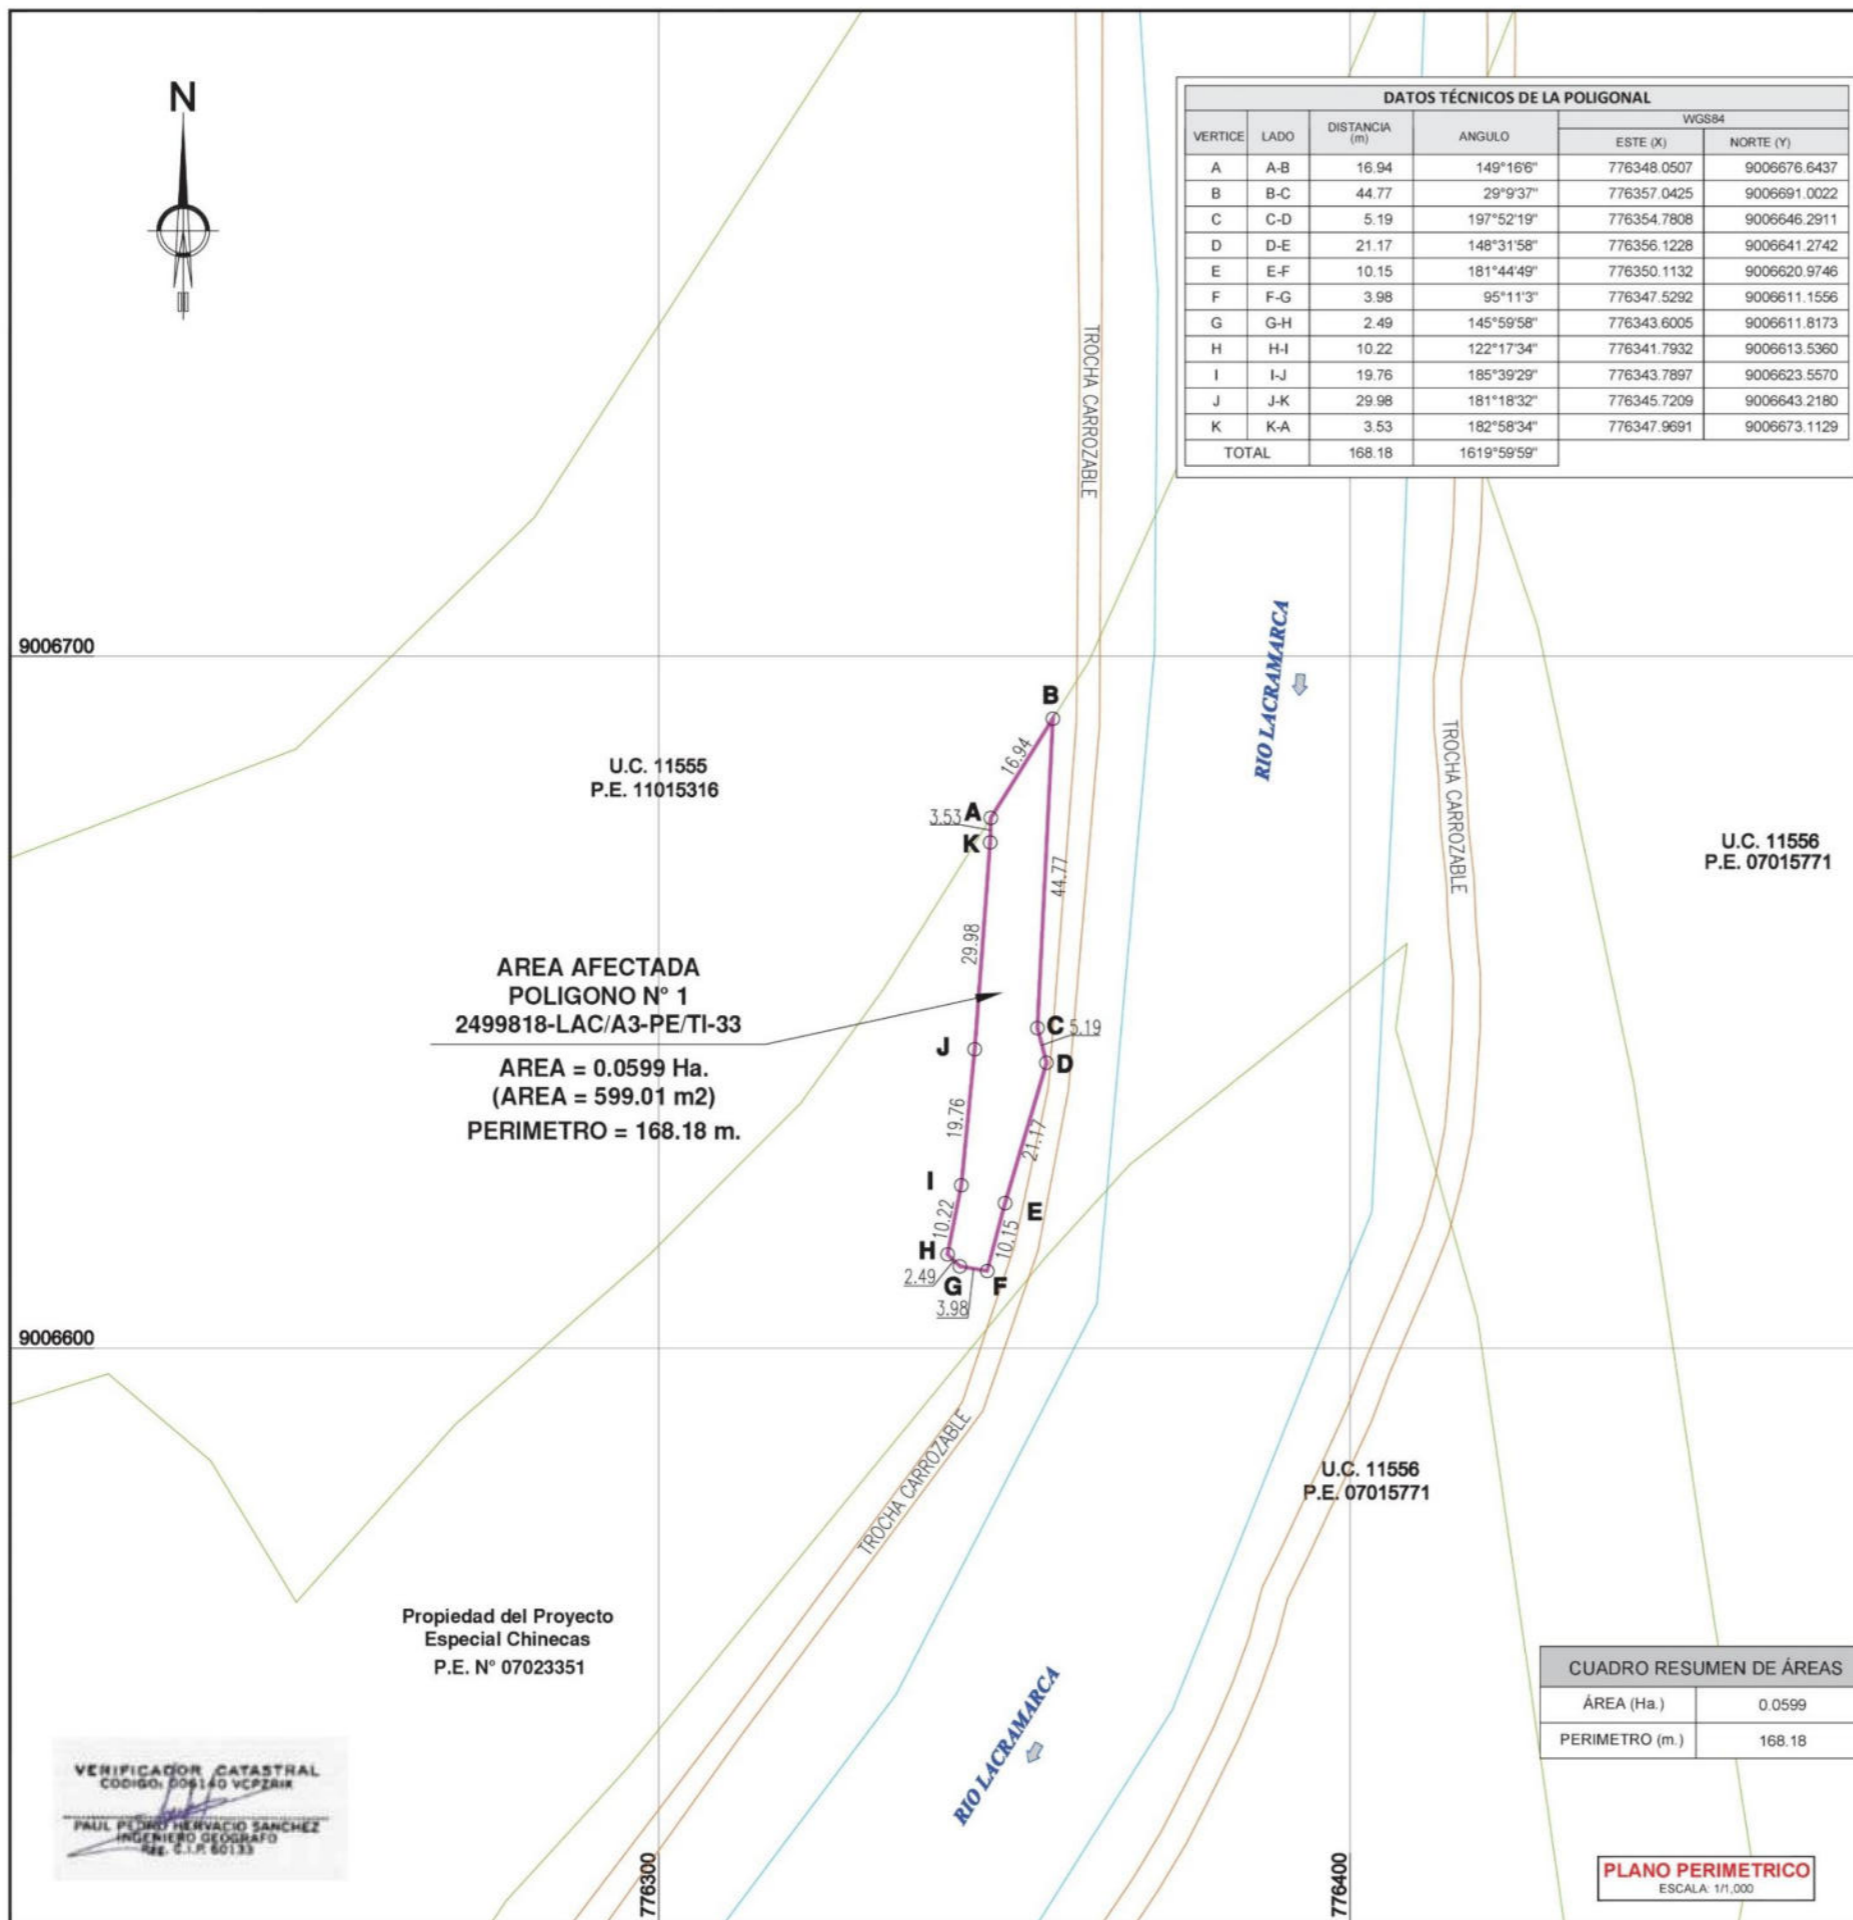 N
DATOS TÉCNICOS DE LA POLIGONAL
VERTICE LADO DISTANCIA (m) ANGULO WGS84
ESTE (X) NORTE (Y)
A A-B 16.94 149°16'6" 776348.0507 9006676.6437
B B-C 44.77 29°9'37" 776357.0425 9006691.0022
C C-D 5.19 197°52'19" 776354.7808 9006646.2911
D D-E 21.17 148°31'58" 776356.1228 9006641.2742
E E-F 10.15 181°44'49" 776350.1132 9006620.9746
F F-G 3.98 95°11'3" 776347.5292 9006611.1556
G G-H 2.49 145°59'58" 776343.6005 9006611.8173
H H-I 10.22 122°17'34" 776341.7932 9006613.5360
I I-J 19.76 185°39'29" 776343.7897 9006623.5570
J J-K 29.98 181°18'32" 776345.7209 9006643.2180
K K-A 3.53 182°58'34" 776347.9691 9006673.1129
TOTAL 168.18 1619°59'59"
TROCHA CARROZABLE
9006700
RIO LACRAMARCA
B
16.94
U.C. 11555
P.E. 11015316
TROCHA CARROZABLE
3.53 A
K
U.C. 11556
P.E. 07015771
44.77
29.98
AREA AFECTADA
POLIGONO N° 1
2499818-LAC/A3-PE/TI-33
AREA = 0.0599 Ha.
(AREA = 599.01 m2)
PERIMETRO = 168.18 m.
C 5.19
J
D
19.76
21.17
I
E
10.22
10.15
H
2.49
G
F
3.98
9006600
TROCHA CARROZABLE
U.C. 11556
P.E. 07015771
Propiedad del Proyecto
Especial Chinecas
P.E. N° 07023351
RIO LACRAMARCA
CUADRO RESUMEN DE ÁREAS
ÁREA (Ha.) 0.0599
PERIMETRO (m.) 168.18
VERIFICADOR CATASTRAL
CODIGO: 006140 VCPZRIX
PAUL PEDRO HERVACIO SANCHEZ
INGENIERO GEOGRAFO
Reg. C.I.P. 60133
776300
776400
PLANO PERIMETRICO
ESCALA: 1/1,000